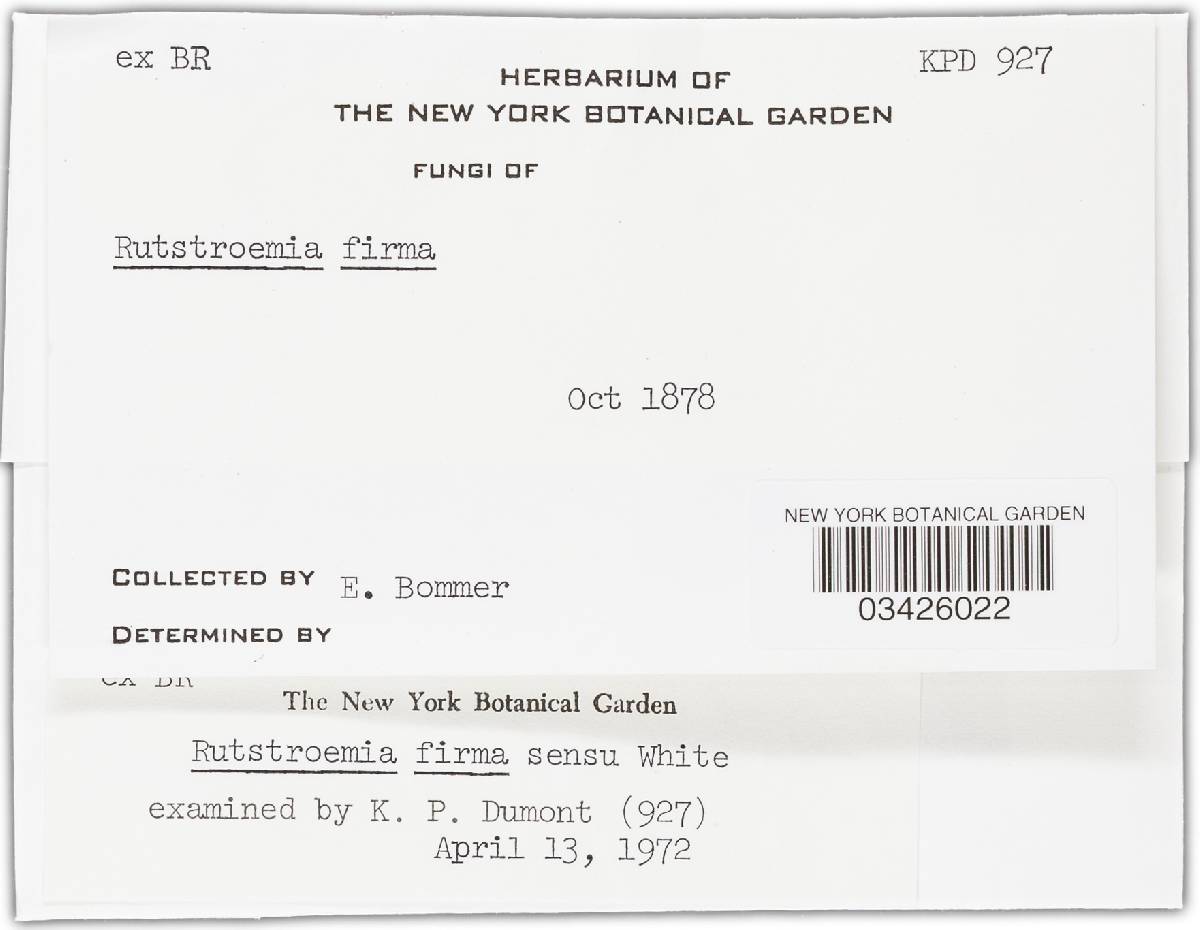 ex BR
KPD 927
HERBARIUM OF
THE NEW YORK BOTANICAL GARDEN
FUNGI OF
Rutstroemia firma
Oct 1878
NEW YORK BOTANICAL GARDEN
03426022
COLLECTED BY E. Bommer
DETERMINED BY
ex BR
The New York Botanical Garden
Rutstroemia firma sensu White
examined by K. P. Dumont (927)
April 13, 1972